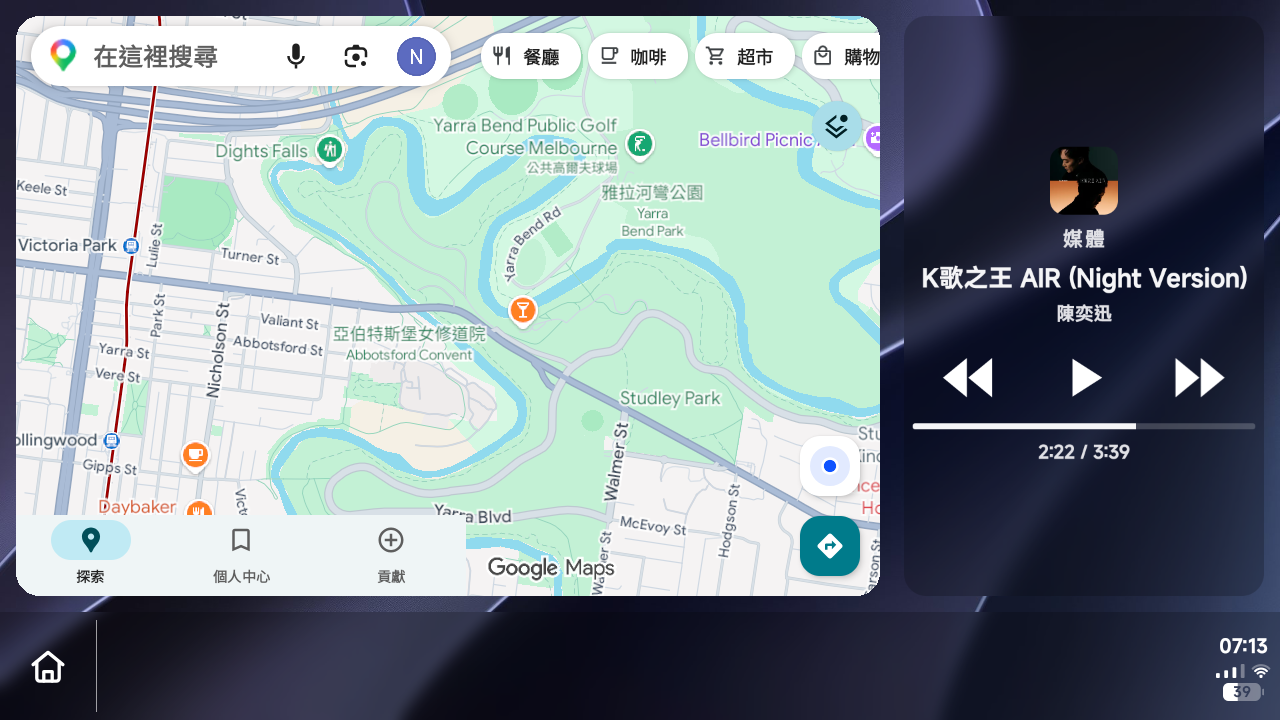 在這裡搜尋
N
餐廳
咖啡
超市
購物
Yarra Bend Public Golf
Course Melbourne
公共高爾夫球場
Bellbird Picnic
Dights Falls
雅拉河彎公園
Yarra
Bend Park
Keele St
Yarra Bend Rd
Victoria Park
Lulie St
Turner St
Park St
Nicholson St
Valiant St
Abbotsford St
亞伯特斯堡女修道院
Abbotsford Convent
Yarra St
Vere St
Studley Park
ollingwood
Gipps St
Walmer St
Daybaker
Yarra Blvd
McEvoy St
Hodgson St
Walmer St
Google Maps
探索
個人中心
貢獻
媒體
K歌之王 AIR (Night Version)
陳奕迅
2:22 / 3:39
07:13
39